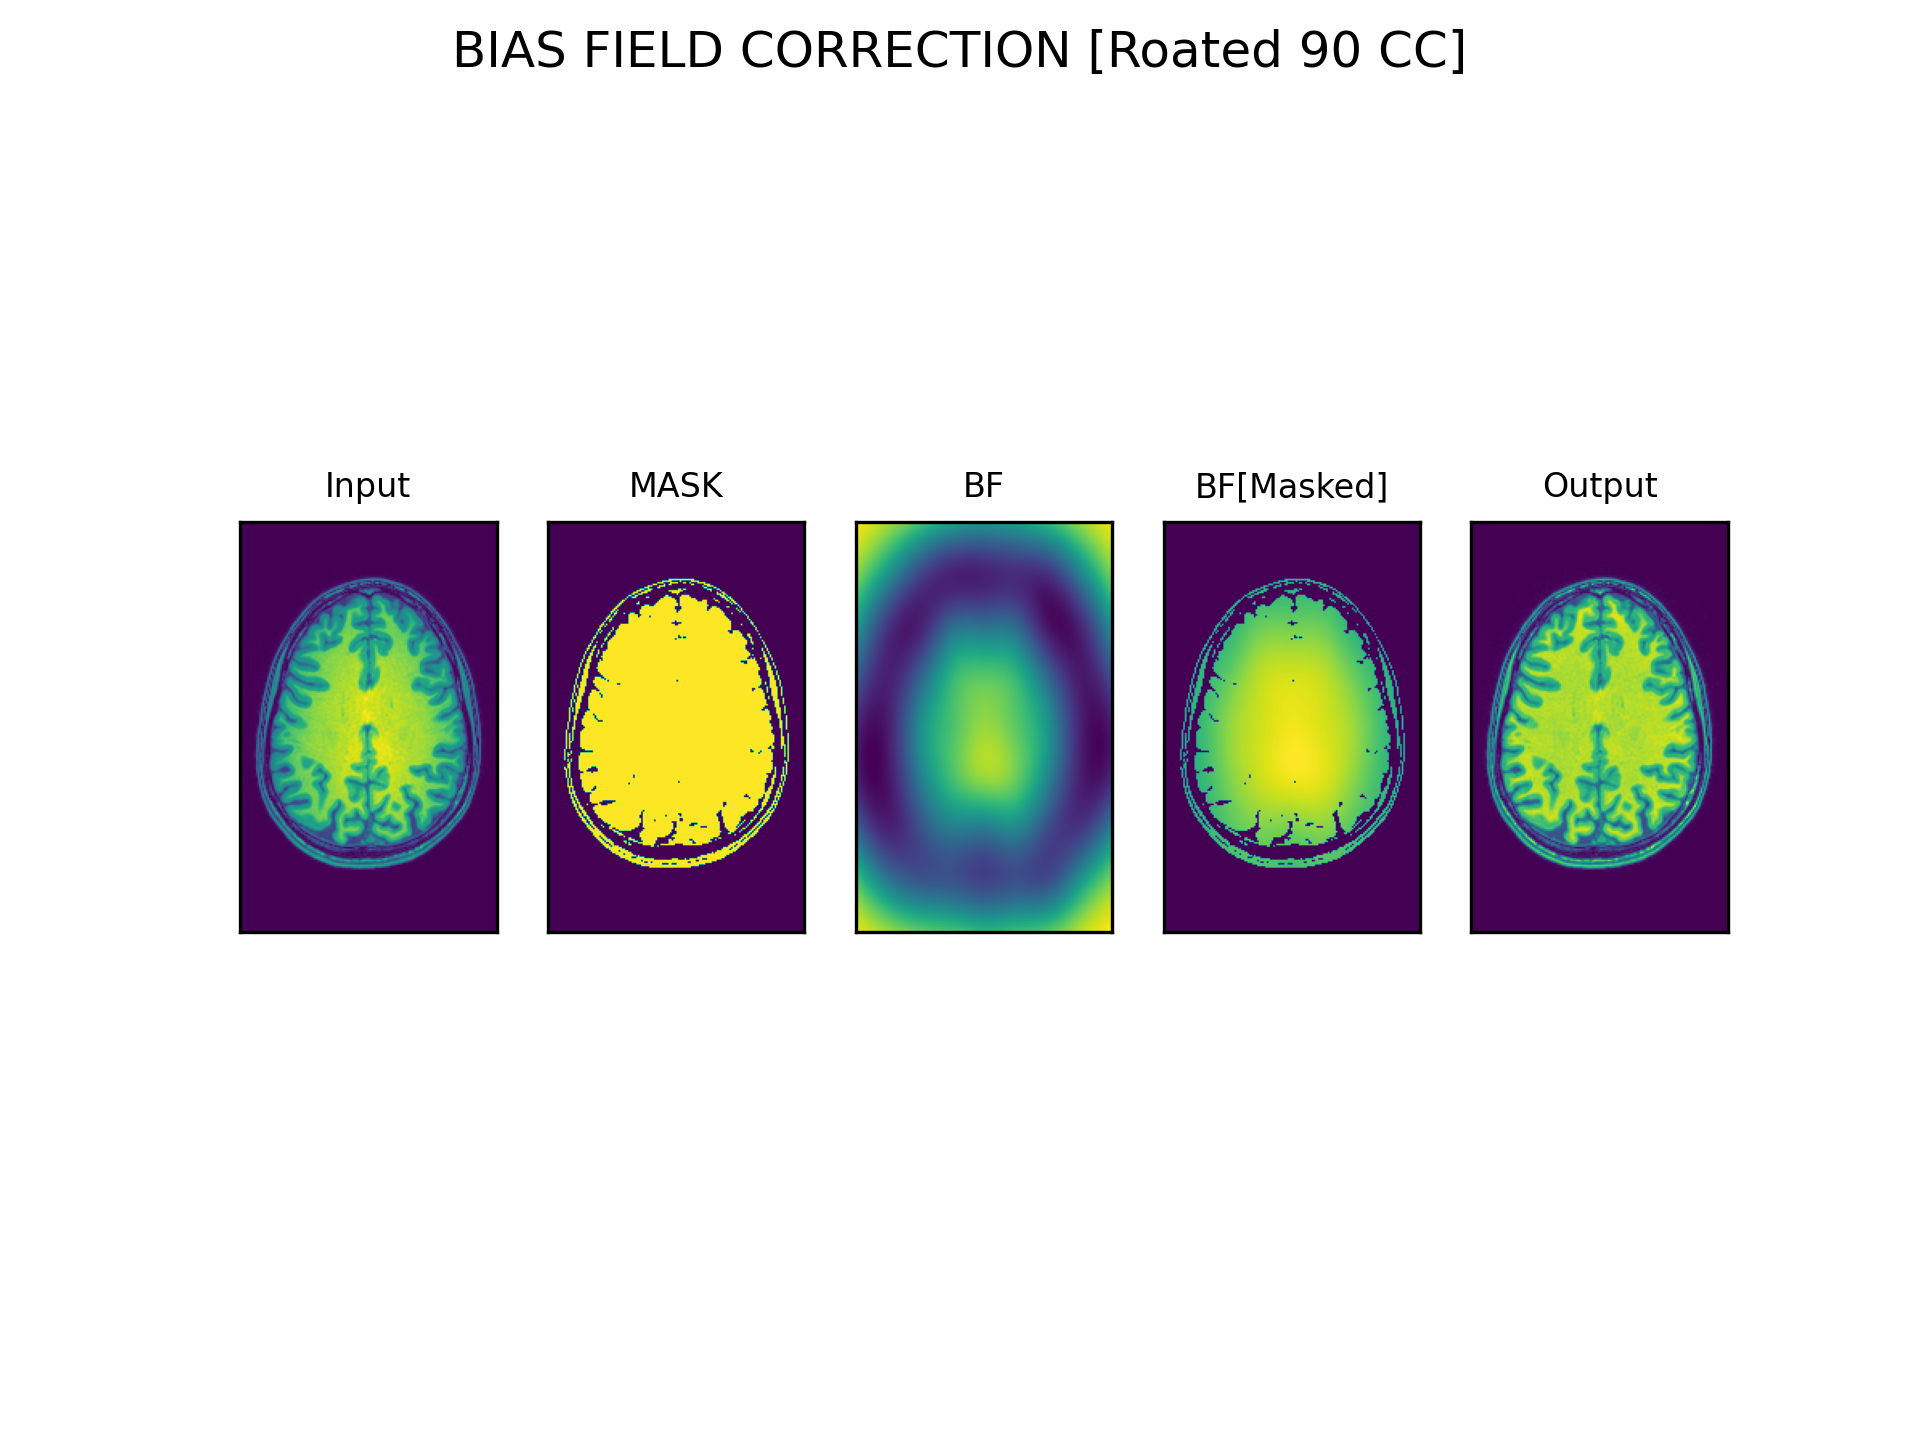 BIAS FIELD CORRECTION [Roated 90 CC]
Input
MASK
BF
BF[Masked]
Output